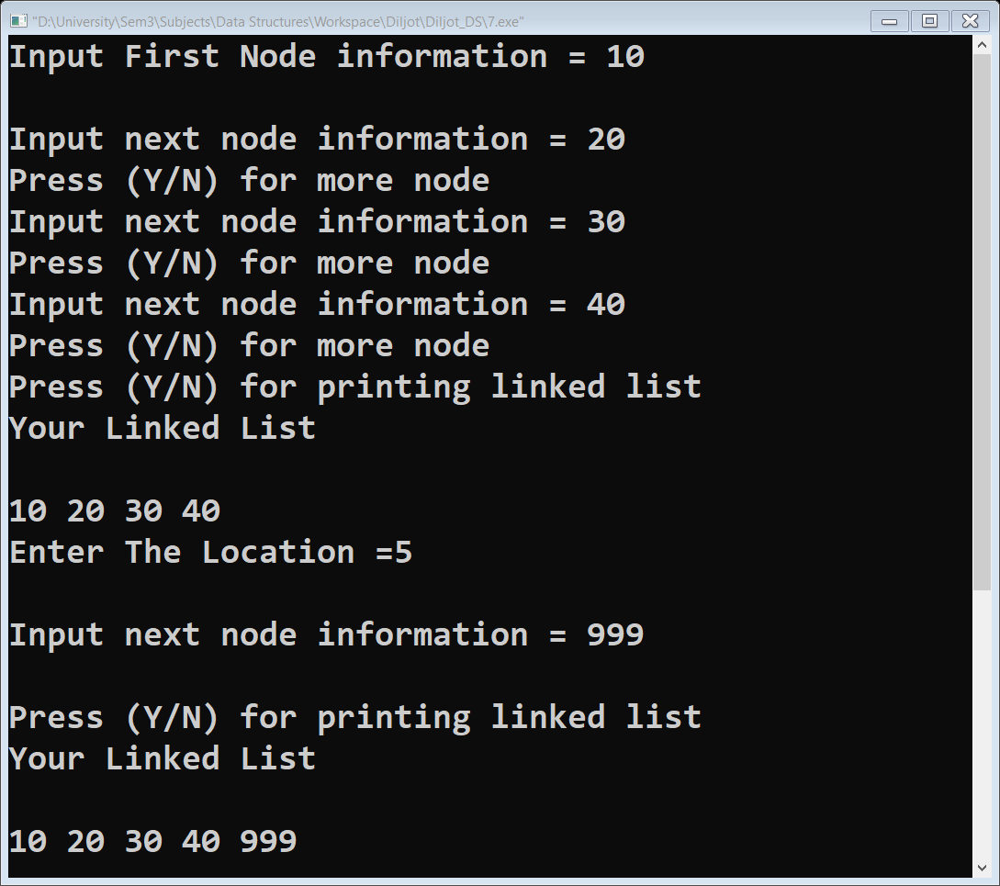 "D:\University\Sem3\Subjects\Data Structures\Workspace\Diljot\Diljot_DS\7.exe"
Input First Node information = 10
Input next node information = 20
Press (Y/N) for more node
Input next node information = 30
Press (Y/N) for more node
Input next node information = 40
Press (Y/N) for more node
Press (Y/N) for printing linked list
Your Linked List
10 20 30 40
Enter The Location =5
Input next node information = 999
Press (Y/N) for printing linked list
Your Linked List
10 20 30 40 999